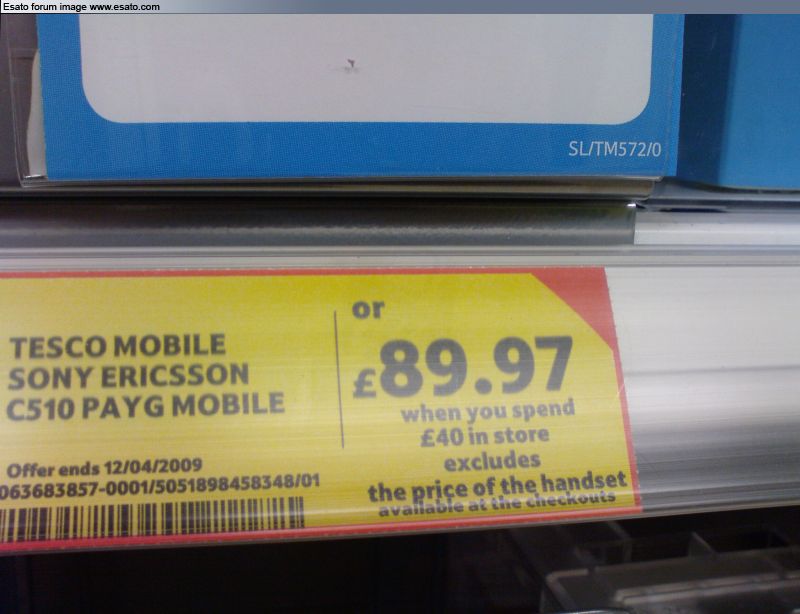 Esato forum image www.esato.com
SL/TM572/0
TESCO MOBILE
SONY ERICSSON
C510 PAYG MOBILE
Offer ends 12/04/2009
063683857-0001/5051898458348/01
or
£89.97
when you spend
£40 in store
excludes
the price of the handset
available at the checkouts